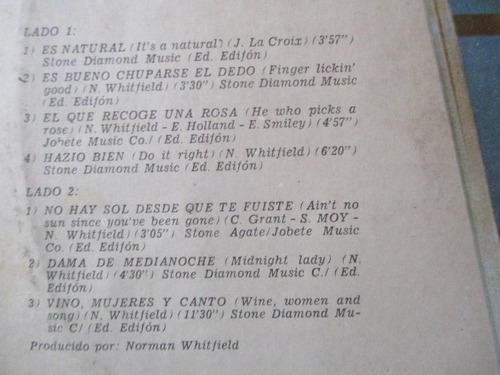 LADO 1:
1) ES NATURAL (It's a natural) (J. La Croix) (3'57")
Stone Diamond Music (Ed. Edifón)
2) ES BUENO CHUPARSE EL DEDO (Finger lickin'
good) (N. Whitfield) (3'30") Stone Diamond Music
(Ed. Edifón)
3) EL QUE RECOGE UNA ROSA (He who picks a
rose) (N. Whitfield - E. Holland - E. Smiley) (4'57")
Jobete Music Co./ (Ed. Edifón)
4) HAZIO BIEN (Do it right) (N. Whitfield) (6'20")
Stone Diamond Music (Ed. Edifón)
LADO 2:
1) NO HAY SOL DESDE QUE TE FUISTE (Ain't no
sun since you've been gone) (C. Grant - S. MOY -
N. Whitfield) (3'05") Stone Agate/Jobete Music
Co. (Ed. Edifón)
2) DAMA DE MEDIANOCHE (Midnight lady) (N.
Whitfield) (4'30") Stone Diamond Music C./ (Ed.
Edifón)
3) VINO, MUJERES Y CANTO (Wine, women and
song) (N. Whitfield) (11'30") Stone Diamond Mu-
sic C/ (Ed. Edifón)
Producido por: Norman Whitfield